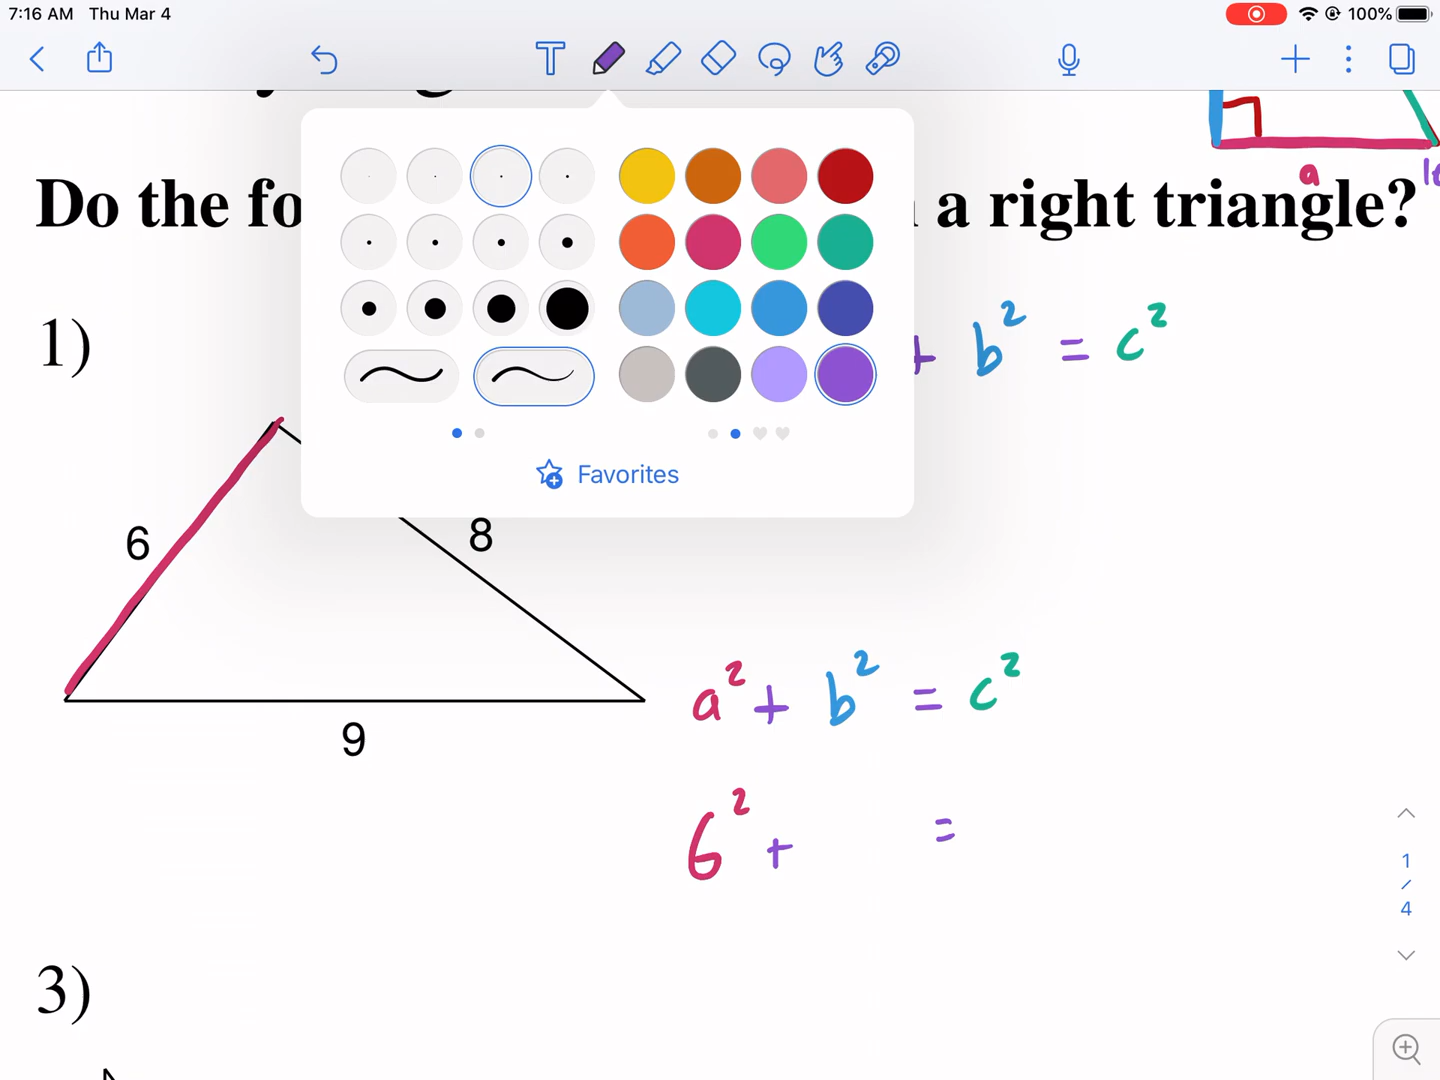 7:16 AM Thu Mar 4 100%
a
Do the fo a right triangle?
1)
+ b² = c²
Favorites
6
8
9
a² + b² = c²
6² + =
1
/
4
3)